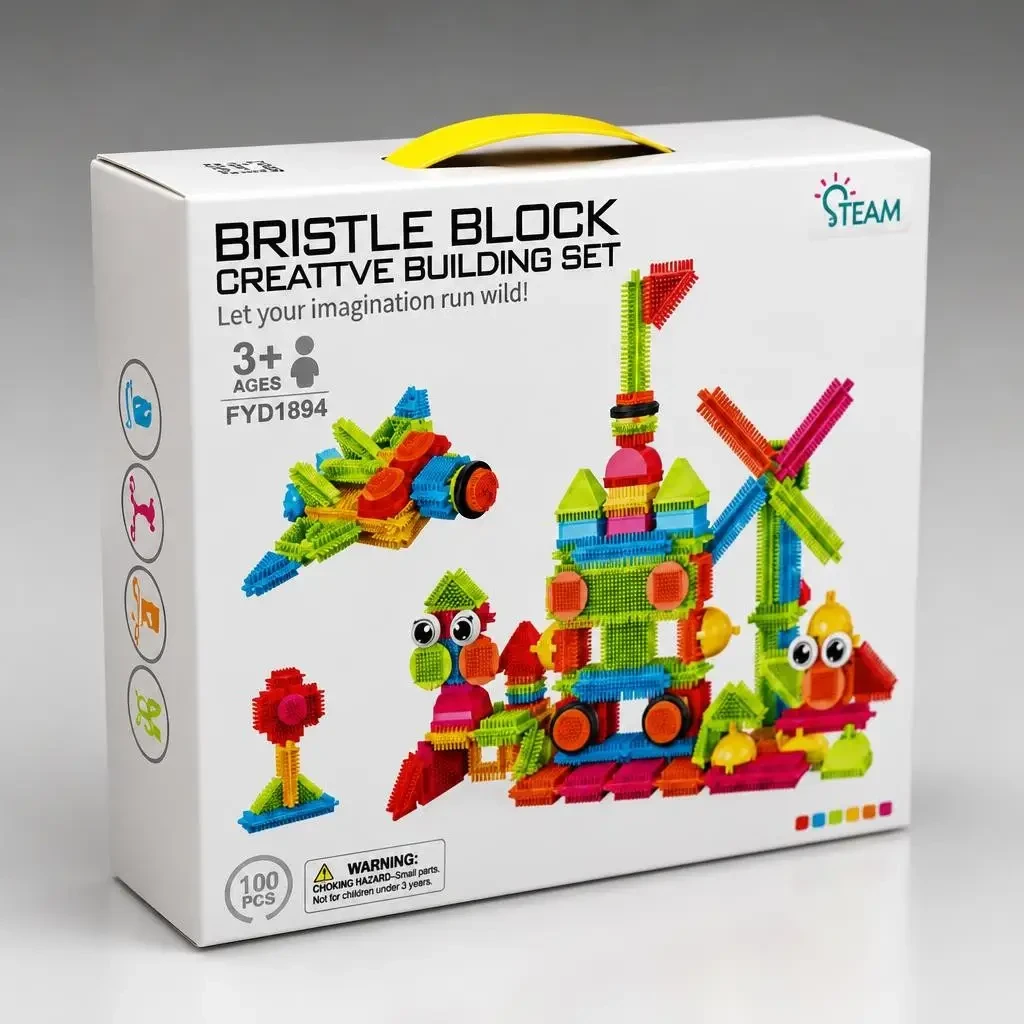 BRISTLE BLOCK
CREATTVE BUILDING SET
Let your imagination run wild!
3+
AGES
FYD1894
STEAM
100
PCS
WARNING:
CHOKING HAZARD–Small parts.
Not for children under 3 years.